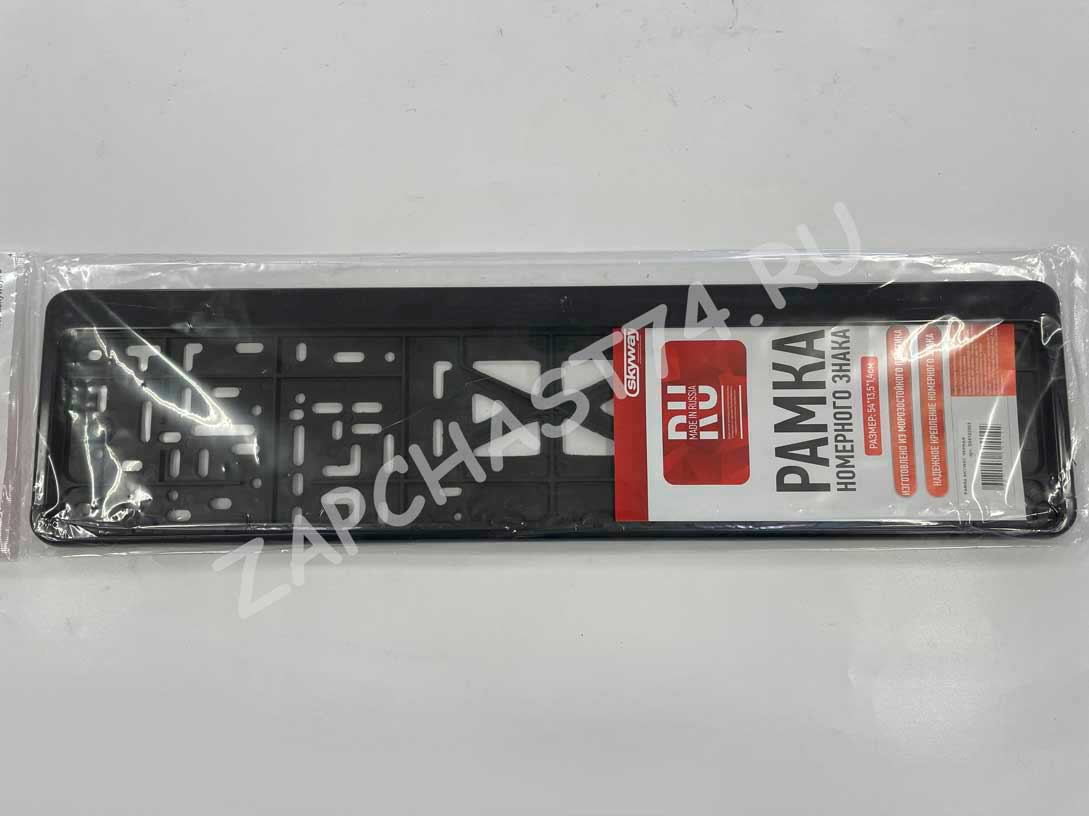 skyway
RU
MADE IN RUSSIA
РАМКА
НОМЕРНОГО ЗНАКА
РАЗМЕР: 54*13,5*1,4см
ИЗГОТОВЛЕНО ИЗ МОРОЗОСТОЙКОГО
НАДЕЖНОЕ КРЕПЛЕНИЕ НОМЕРНОГО ЗНАКА
ZAPCHAST74.RU